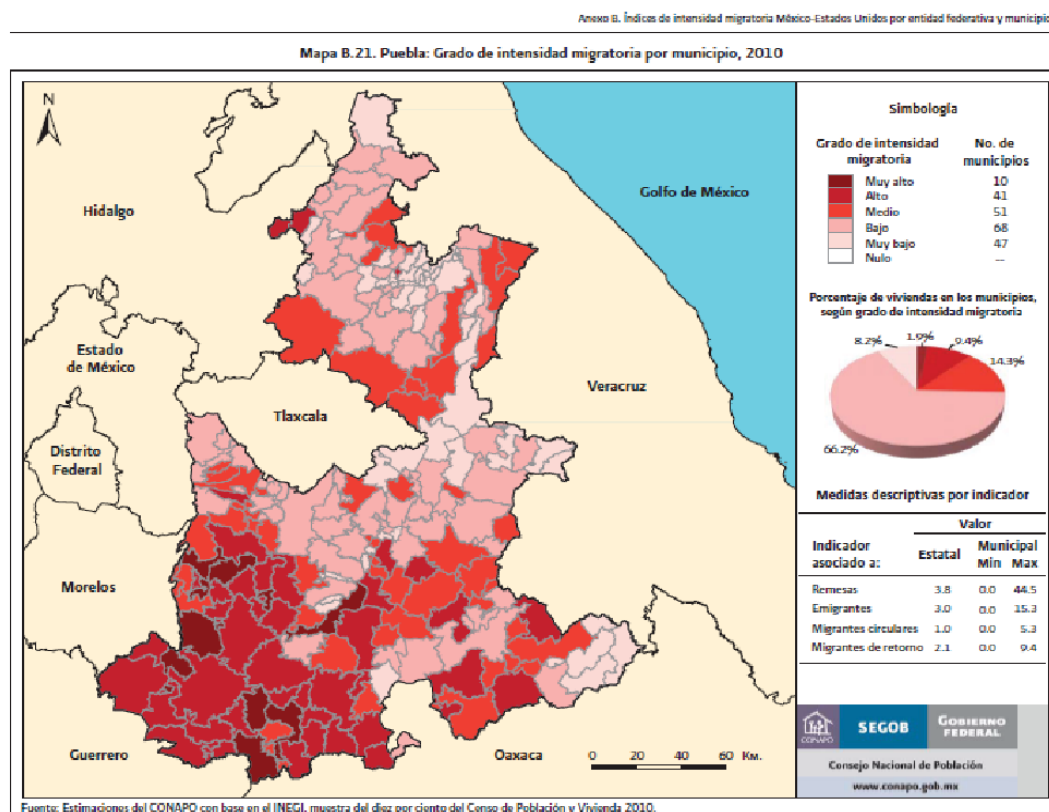 Anexo B. Índices de intensidad migratoria México-Estados Unidos por entidad federativa y municipio
Mapa B.21. Puebla: Grado de intensidad migratoria por municipio, 2010
N
Hidalgo
Golfo de México
Estado
de México
Tlaxcala
Veracruz
Distrito
Federal
Morelos
Guerrero
Oaxaca
0 20 40 60 Km.
Simbología
Grado de intensidad migratoria No. de municipios
Muy alto 10
Alto 41
Medio 51
Bajo 68
Muy bajo 47
Nulo --
Porcentaje de viviendas en los municipios,
según grado de intensidad migratoria
8.2% 1.9% 9.4%
14.3%
66.2%
Medidas descriptivas por indicador
Valor
Indicador asociado a: Estatal Municipal Min Max
Remesas 3.8 0.0 44.5
Emigrantes 3.0 0.0 15.3
Migrantes circulares 1.0 0.0 5.3
Migrantes de retorno 2.1 0.0 9.4
CONAPO
SEGOB
GOBIERNO
FEDERAL
Consejo Nacional de Población
www.conapo.gob.mx
Fuente: Estimaciones del CONAPO con base en el INEGI, muestra del diez por ciento del Censo de Población y Vivienda 2010.